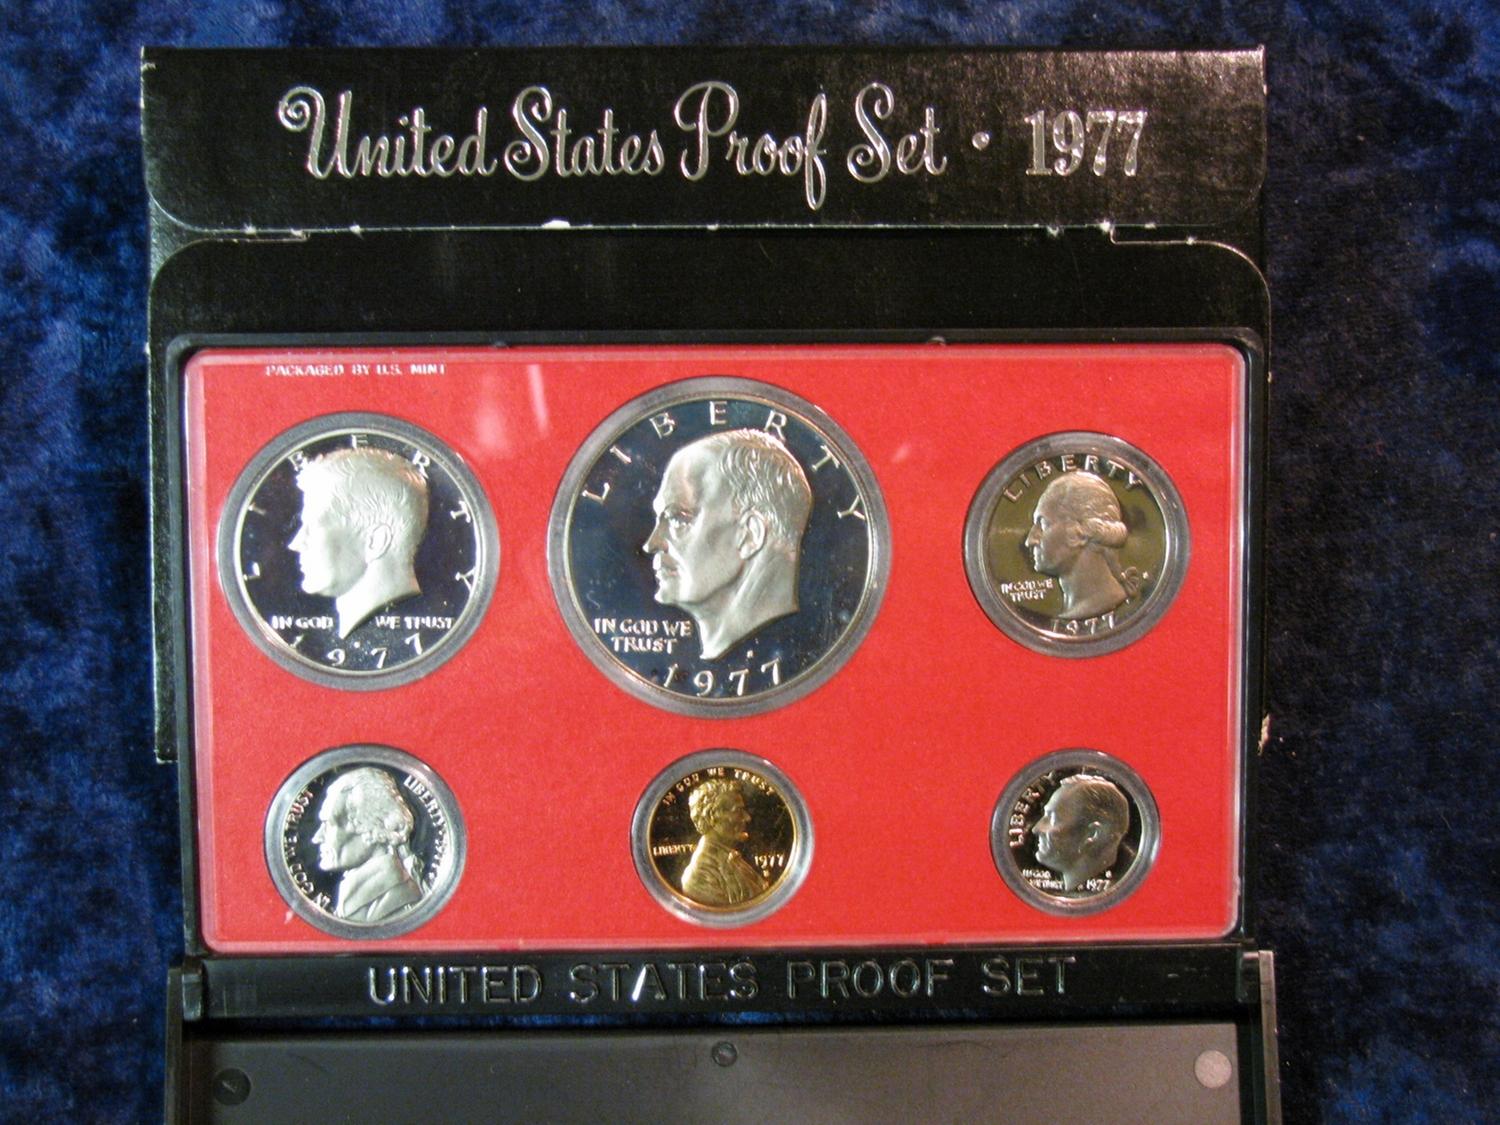 United States Proof Set · 1977
PACKAGED BY U.S. MINT
LIBERTY
IN GOD WE TRUST
1977
LIBERTY
IN GOD WE
TRUST
1977
LIBERTY
IN GOD WE
TRUST
1977
IN GOD WE TRUST
LIBERTY · 1977
IN GOD WE TRUST
LIBERTY
1977
S
LIBERTY
IN GOD
WE TRUST
1977
UNITED STATES PROOF SET